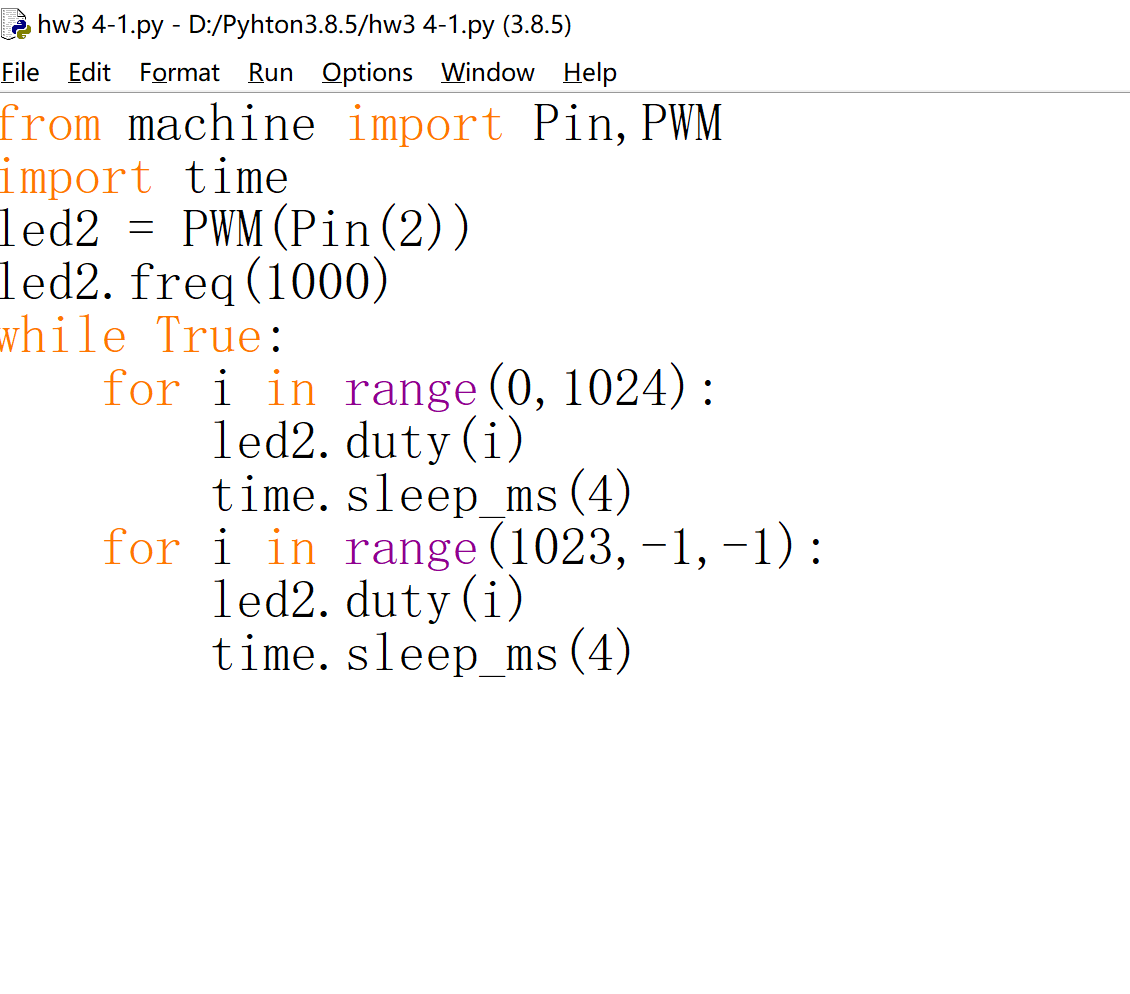 hw3 4-1.py - D:/Pyhton3.8.5/hw3 4-1.py (3.8.5)
File Edit Format Run Options Window Help
from machine import Pin,PWM
import time
led2 = PWM(Pin(2))
led2.freq(1000)
while True:
    for i in range(0,1024):
        led2.duty(i)
        time.sleep_ms(4)
    for i in range(1023,-1,-1):
        led2.duty(i)
        time.sleep_ms(4)